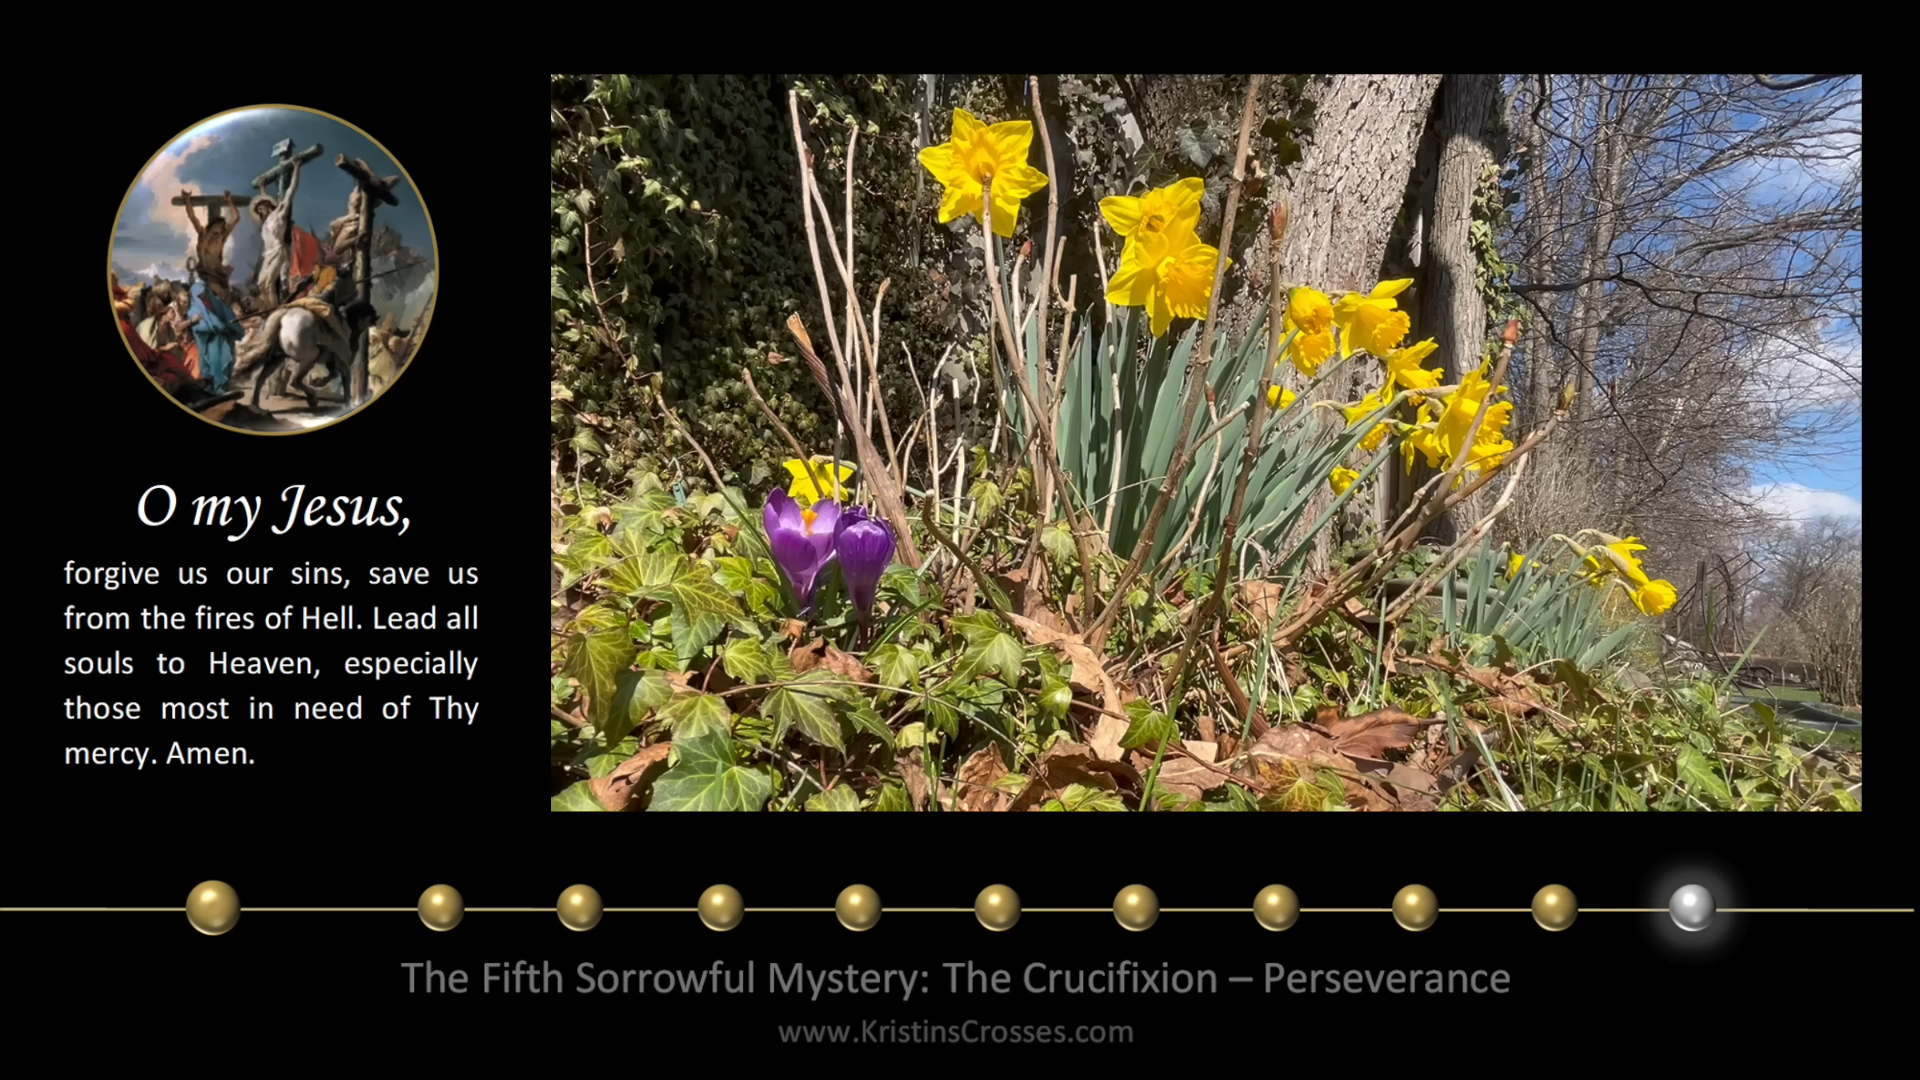 O my Jesus,
forgive us our sins, save us
from the fires of Hell. Lead all
souls to Heaven, especially
those most in need of Thy
mercy. Amen.
The Fifth Sorrowful Mystery: The Crucifixion – Perseverance
www.KristinsCrosses.com